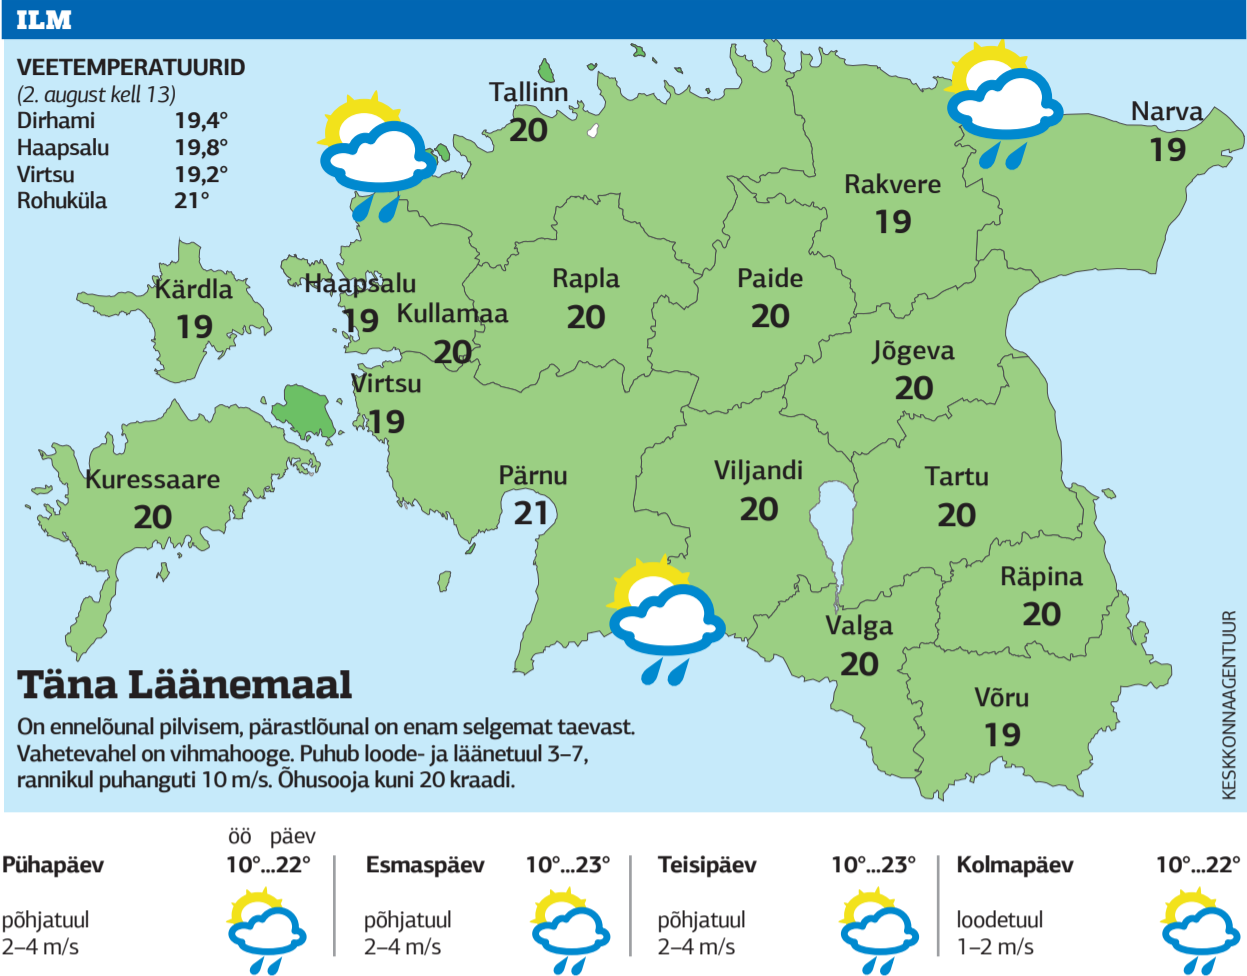 ILM
VEETEMPERATUURID
(2. august kell 13)
Dirhami 19,4°
Haapsalu 19,8°
Virtsu 19,2°
Rohuküla 21°
Tallinn
20
Narva
19
Rakvere
19
Kärdla
19
Haapsalu
19
Kullamaa
20
Rapla
20
Paide
20
Jõgeva
20
Virtsu
19
Kuressaare
20
Pärnu
21
Viljandi
20
Tartu
20
Räpina
20
Valga
20
Võru
19
Täna Läänemaal
On ennelõunal pilvisem, pärastlõunal on enam selgemat taevast.
Vahetevahel on vihmahooge. Puhub loode- ja läänetuul 3–7,
rannikul puhanguti 10 m/s. Õhusooja kuni 20 kraadi.
KESKKONNAAGENTUUR
öö päev
Pühapäev 10°...22°
põhjatuul
2–4 m/s
Esmaspäev 10°...23°
põhjatuul
2–4 m/s
Teisipäev 10°...23°
põhjatuul
2–4 m/s
Kolmapäev 10°...22°
loodetuul
1–2 m/s